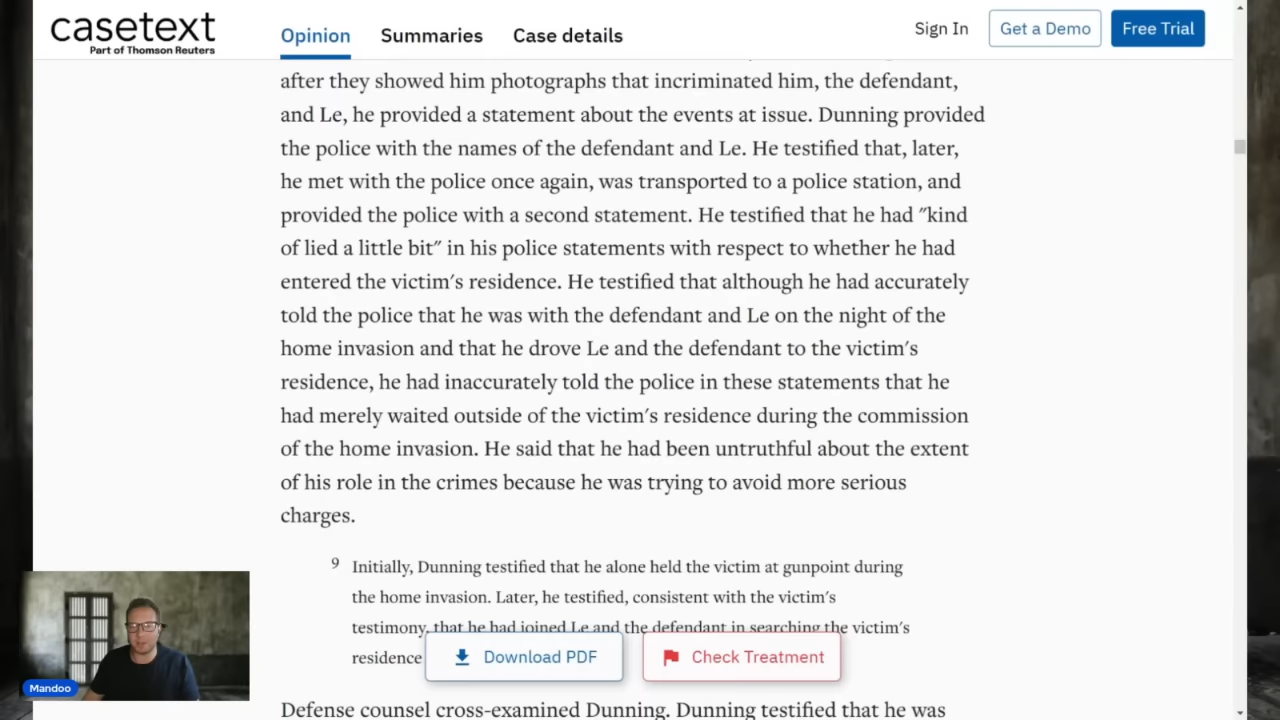 casetext
Part of Thomson Reuters
Opinion
Summaries
Case details
Sign In
Get a Demo
Free Trial
after they showed him photographs that incriminated him, the defendant,
and Le, he provided a statement about the events at issue. Dunning provided
the police with the names of the defendant and Le. He testified that, later,
he met with the police once again, was transported to a police station, and
provided the police with a second statement. He testified that he had "kind
of lied a little bit" in his police statements with respect to whether he had
entered the victim's residence. He testified that although he had accurately
told the police that he was with the defendant and Le on the night of the
home invasion and that he drove Le and the defendant to the victim's
residence, he had inaccurately told the police in these statements that he
had merely waited outside of the victim's residence during the commission
of the home invasion. He said that he had been untruthful about the extent
of his role in the crimes because he was trying to avoid more serious
charges.
9 Initially, Dunning testified that he alone held the victim at gunpoint during
the home invasion. Later, he testified, consistent with the victim's
testimony, that he had joined Le and the defendant in searching the victim's
residence
Download PDF
Check Treatment
Mandoo
Defense counsel cross-examined Dunning. Dunning testified that he was